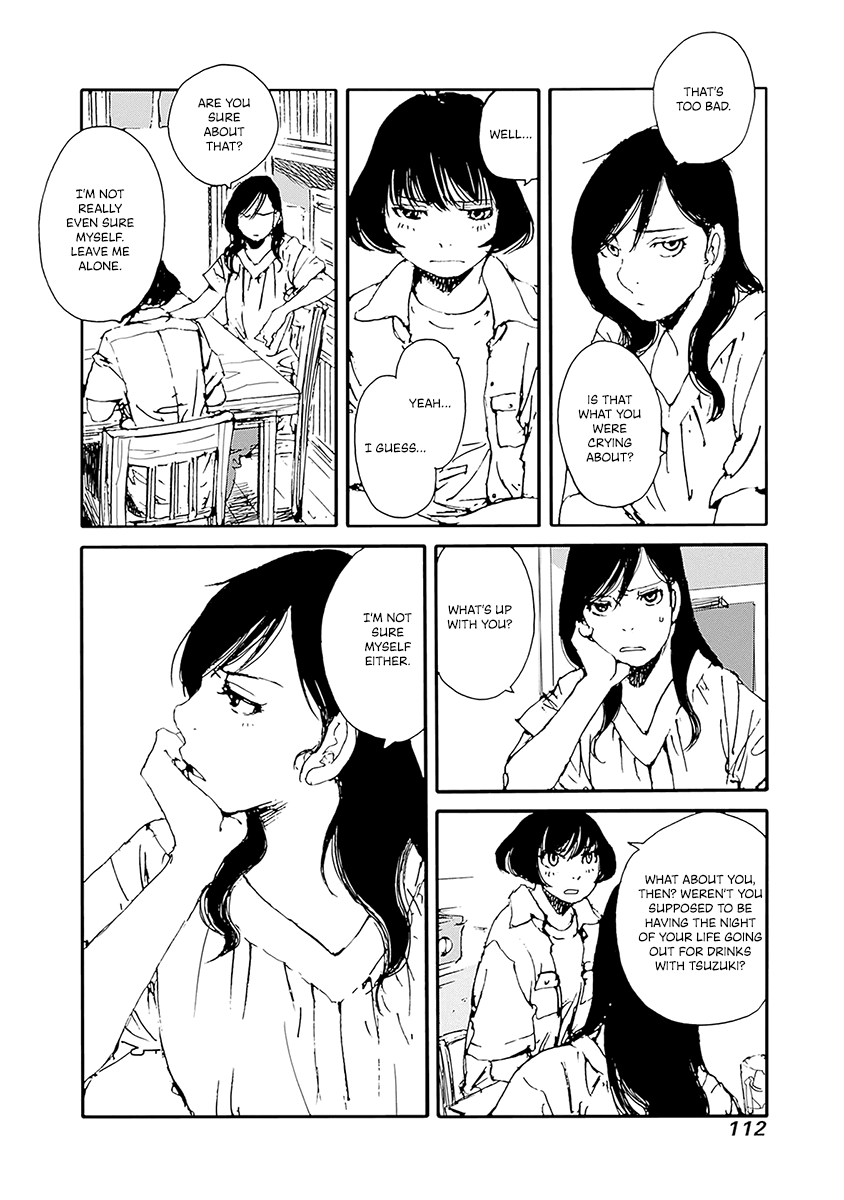 THAT'S
TOO BAD.
IS THAT
WHAT YOU
WERE
CRYING
ABOUT?
WELL...
YEAH...
I GUESS...
ARE YOU
SURE
ABOUT
THAT?
I'M NOT
REALLY
EVEN SURE
MYSELF.
LEAVE ME
ALONE.
WHAT'S UP
WITH YOU?
WHAT ABOUT YOU,
THEN? WEREN'T YOU
SUPPOSED TO BE
HAVING THE NIGHT
OF YOUR LIFE GOING
OUT FOR DRINKS
WITH TSUZUKI?
I'M NOT
SURE
MYSELF
EITHER.
112